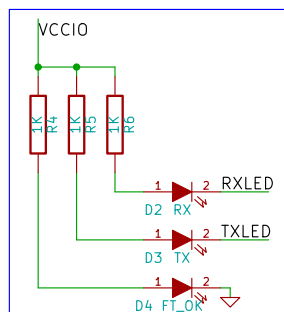 VCCIO
1K R4 1K R5 1K R6
1 2 RXLED
D2 RX
1 2 TXLED
D3 TX
1 2
D4 FT_OK